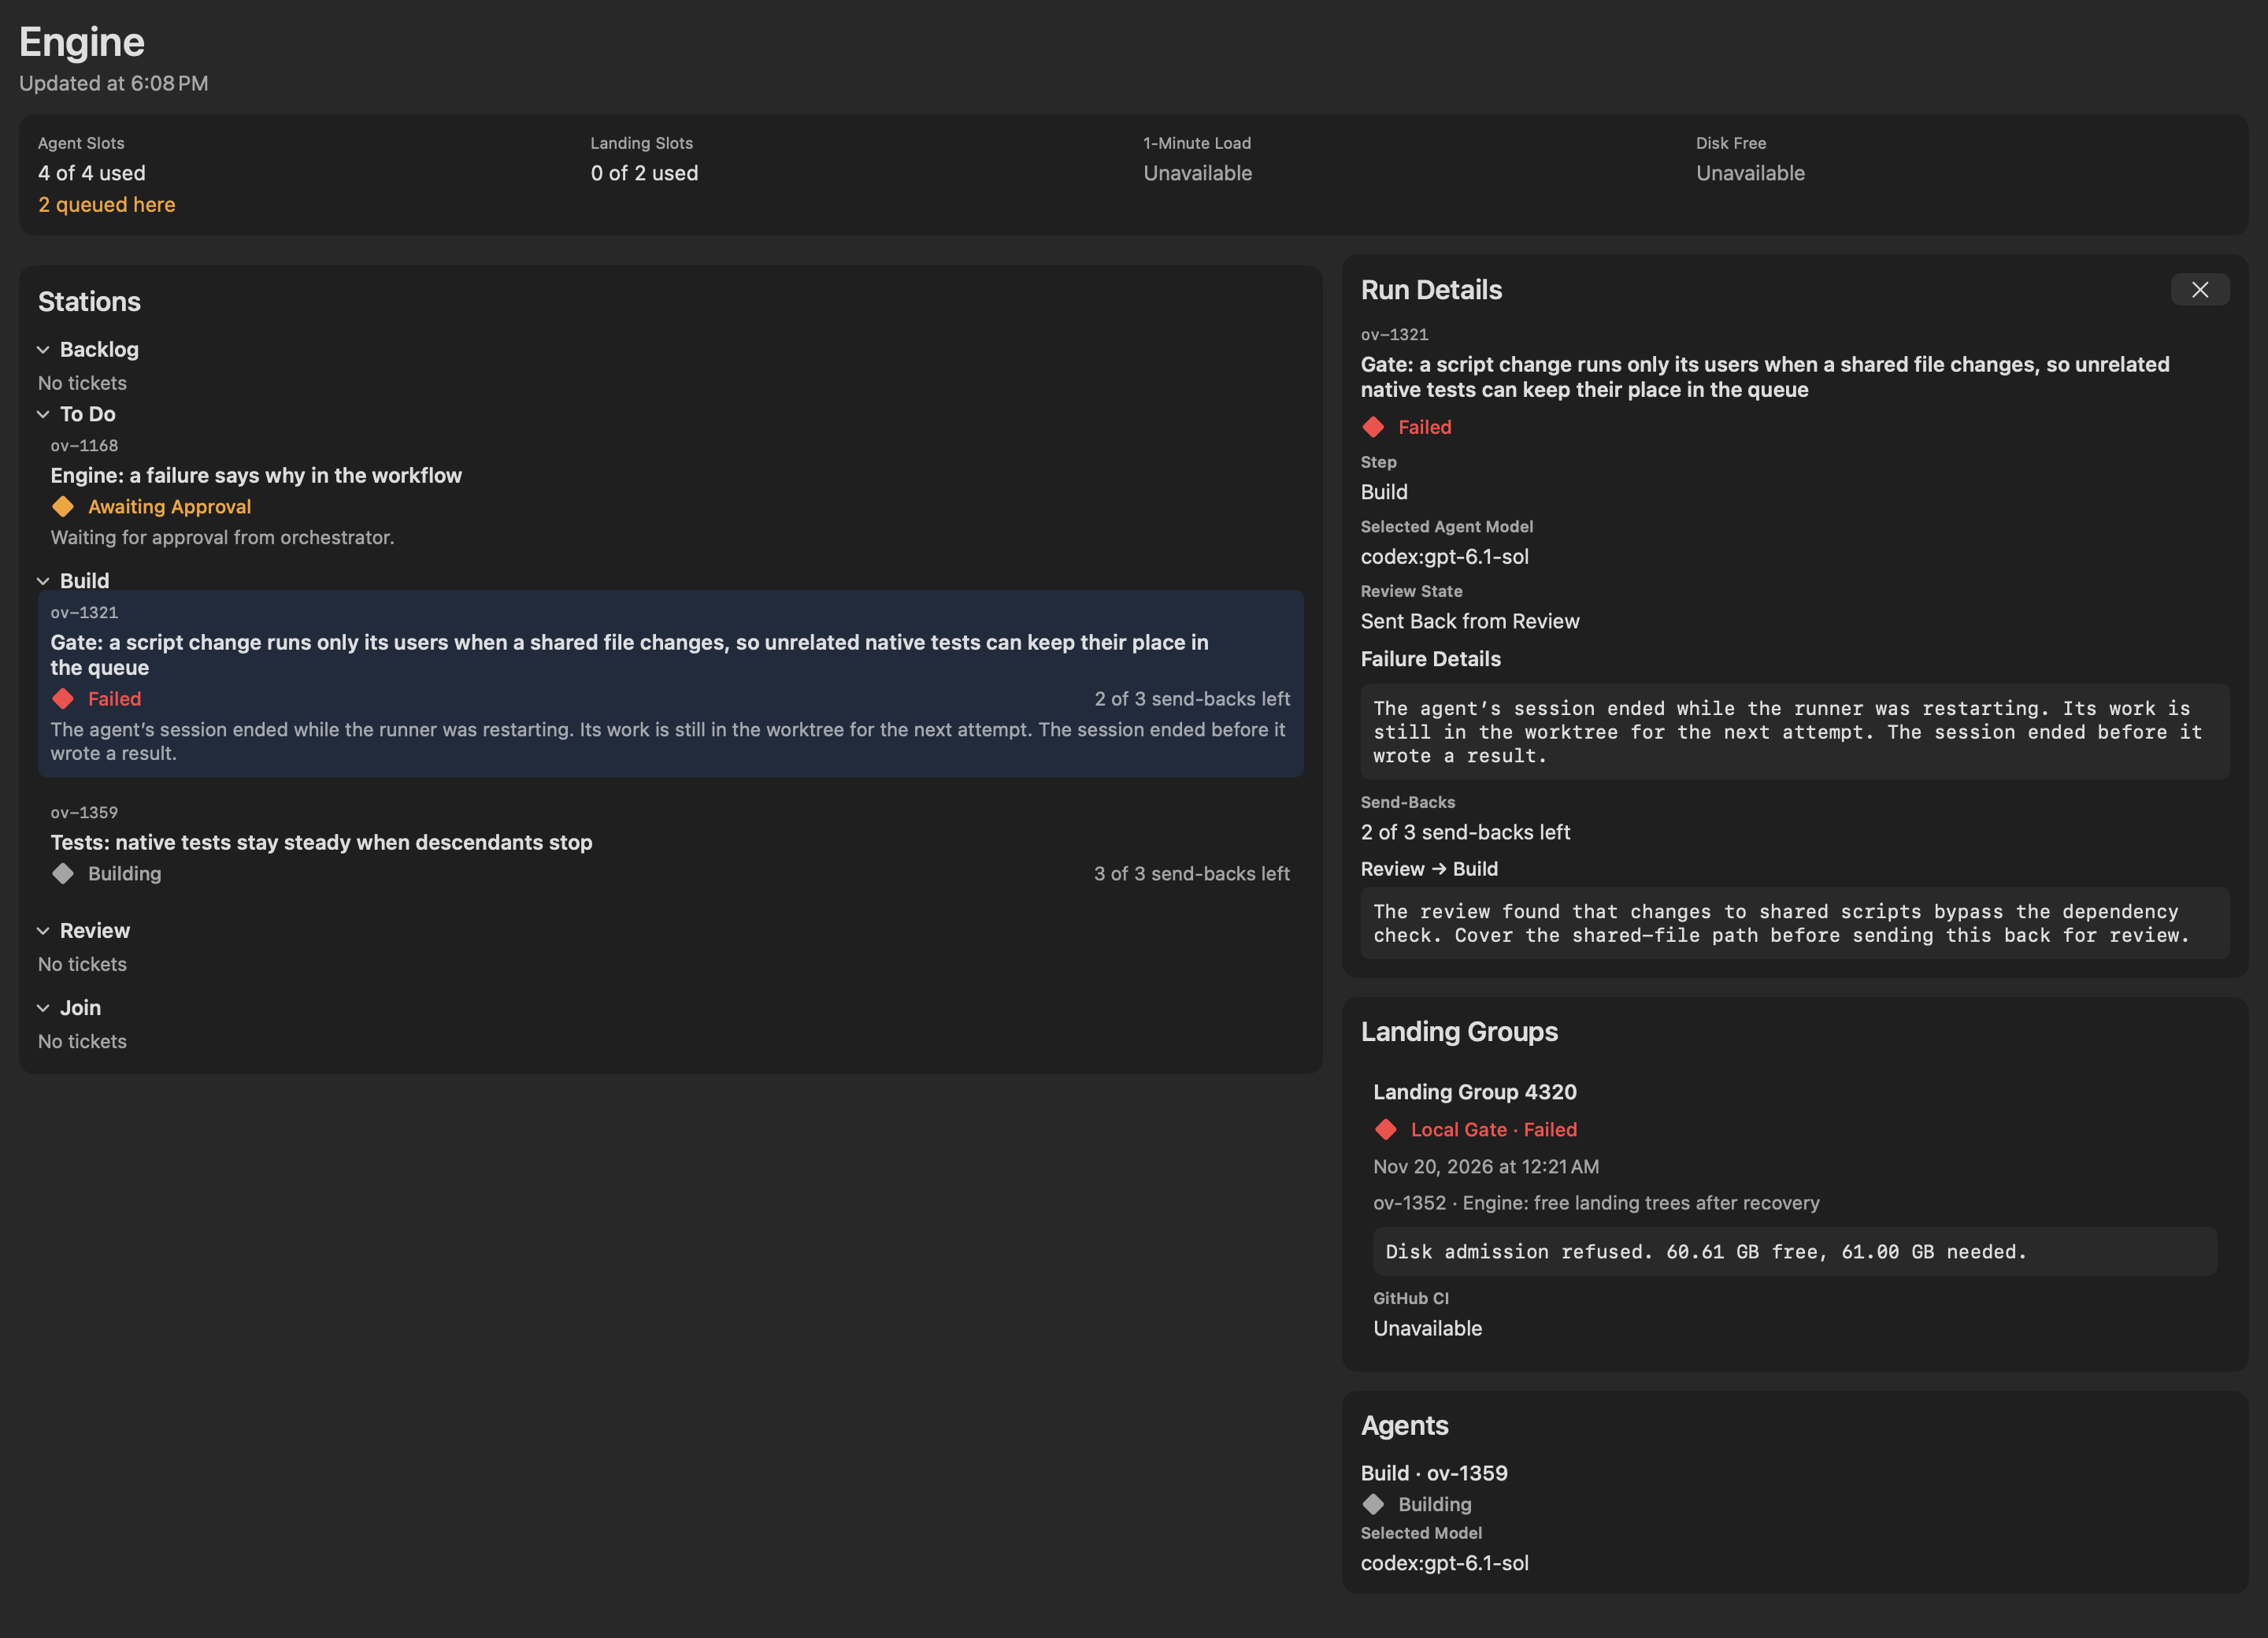 Engine
Updated at 6:08 PM
Agent Slots
4 of 4 used
2 queued here
Landing Slots
0 of 2 used
1-Minute Load
Unavailable
Disk Free
Unavailable
Stations
Backlog
No tickets
To Do
ov-1168
Engine: a failure says why in the workflow
Awaiting Approval
Waiting for approval from orchestrator.
Build
ov-1321
Gate: a script change runs only its users when a shared file changes, so unrelated native tests can keep their place in
the queue
Failed
2 of 3 send-backs left
The agent’s session ended while the runner was restarting. Its work is still in the worktree for the next attempt. The session ended before it
wrote a result.
ov-1359
Tests: native tests stay steady when descendants stop
Building
3 of 3 send-backs left
Review
No tickets
Join
No tickets
Run Details
ov-1321
Gate: a script change runs only its users when a shared file changes, so unrelated
native tests can keep their place in the queue
Failed
Step
Build
Selected Agent Model
codex:gpt-6.1-sol
Review State
Sent Back from Review
Failure Details
The agent’s session ended while the runner was restarting. Its work is
still in the worktree for the next attempt. The session ended before it
wrote a result.
Send-Backs
2 of 3 send-backs left
Review → Build
The review found that changes to shared scripts bypass the dependency
check. Cover the shared-file path before sending this back for review.
Landing Groups
Landing Group 4320
Local Gate · Failed
Nov 20, 2026 at 12:21 AM
ov-1352 · Engine: free landing trees after recovery
Disk admission refused. 60.61 GB free, 61.00 GB needed.
GitHub CI
Unavailable
Agents
Build · ov-1359
Building
Selected Model
codex:gpt-6.1-sol